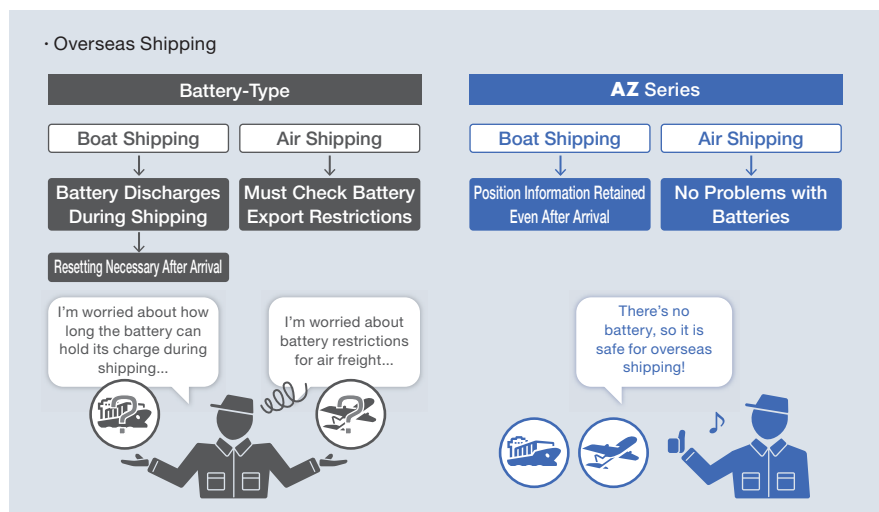 · Overseas Shipping
Battery-Type
Boat Shipping
Air Shipping
Battery Discharges
During Shipping
Must Check Battery
Export Restrictions
Resetting Necessary After Arrival
I'm worried about how
long the battery can
hold its charge during
shipping...
I'm worried about
battery restrictions
for air freight...
?
?
AZ Series
Boat Shipping
Air Shipping
Position Information Retained
Even After Arrival
No Problems with
Batteries
There's no
battery, so it is
safe for overseas
shipping!